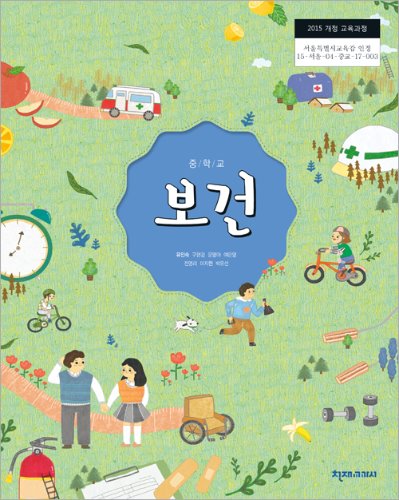 2015 개정 교육과정
서울특별시교육감 인정
15-서울-04-중교-17-003
중/학/교
보건
천재교과서